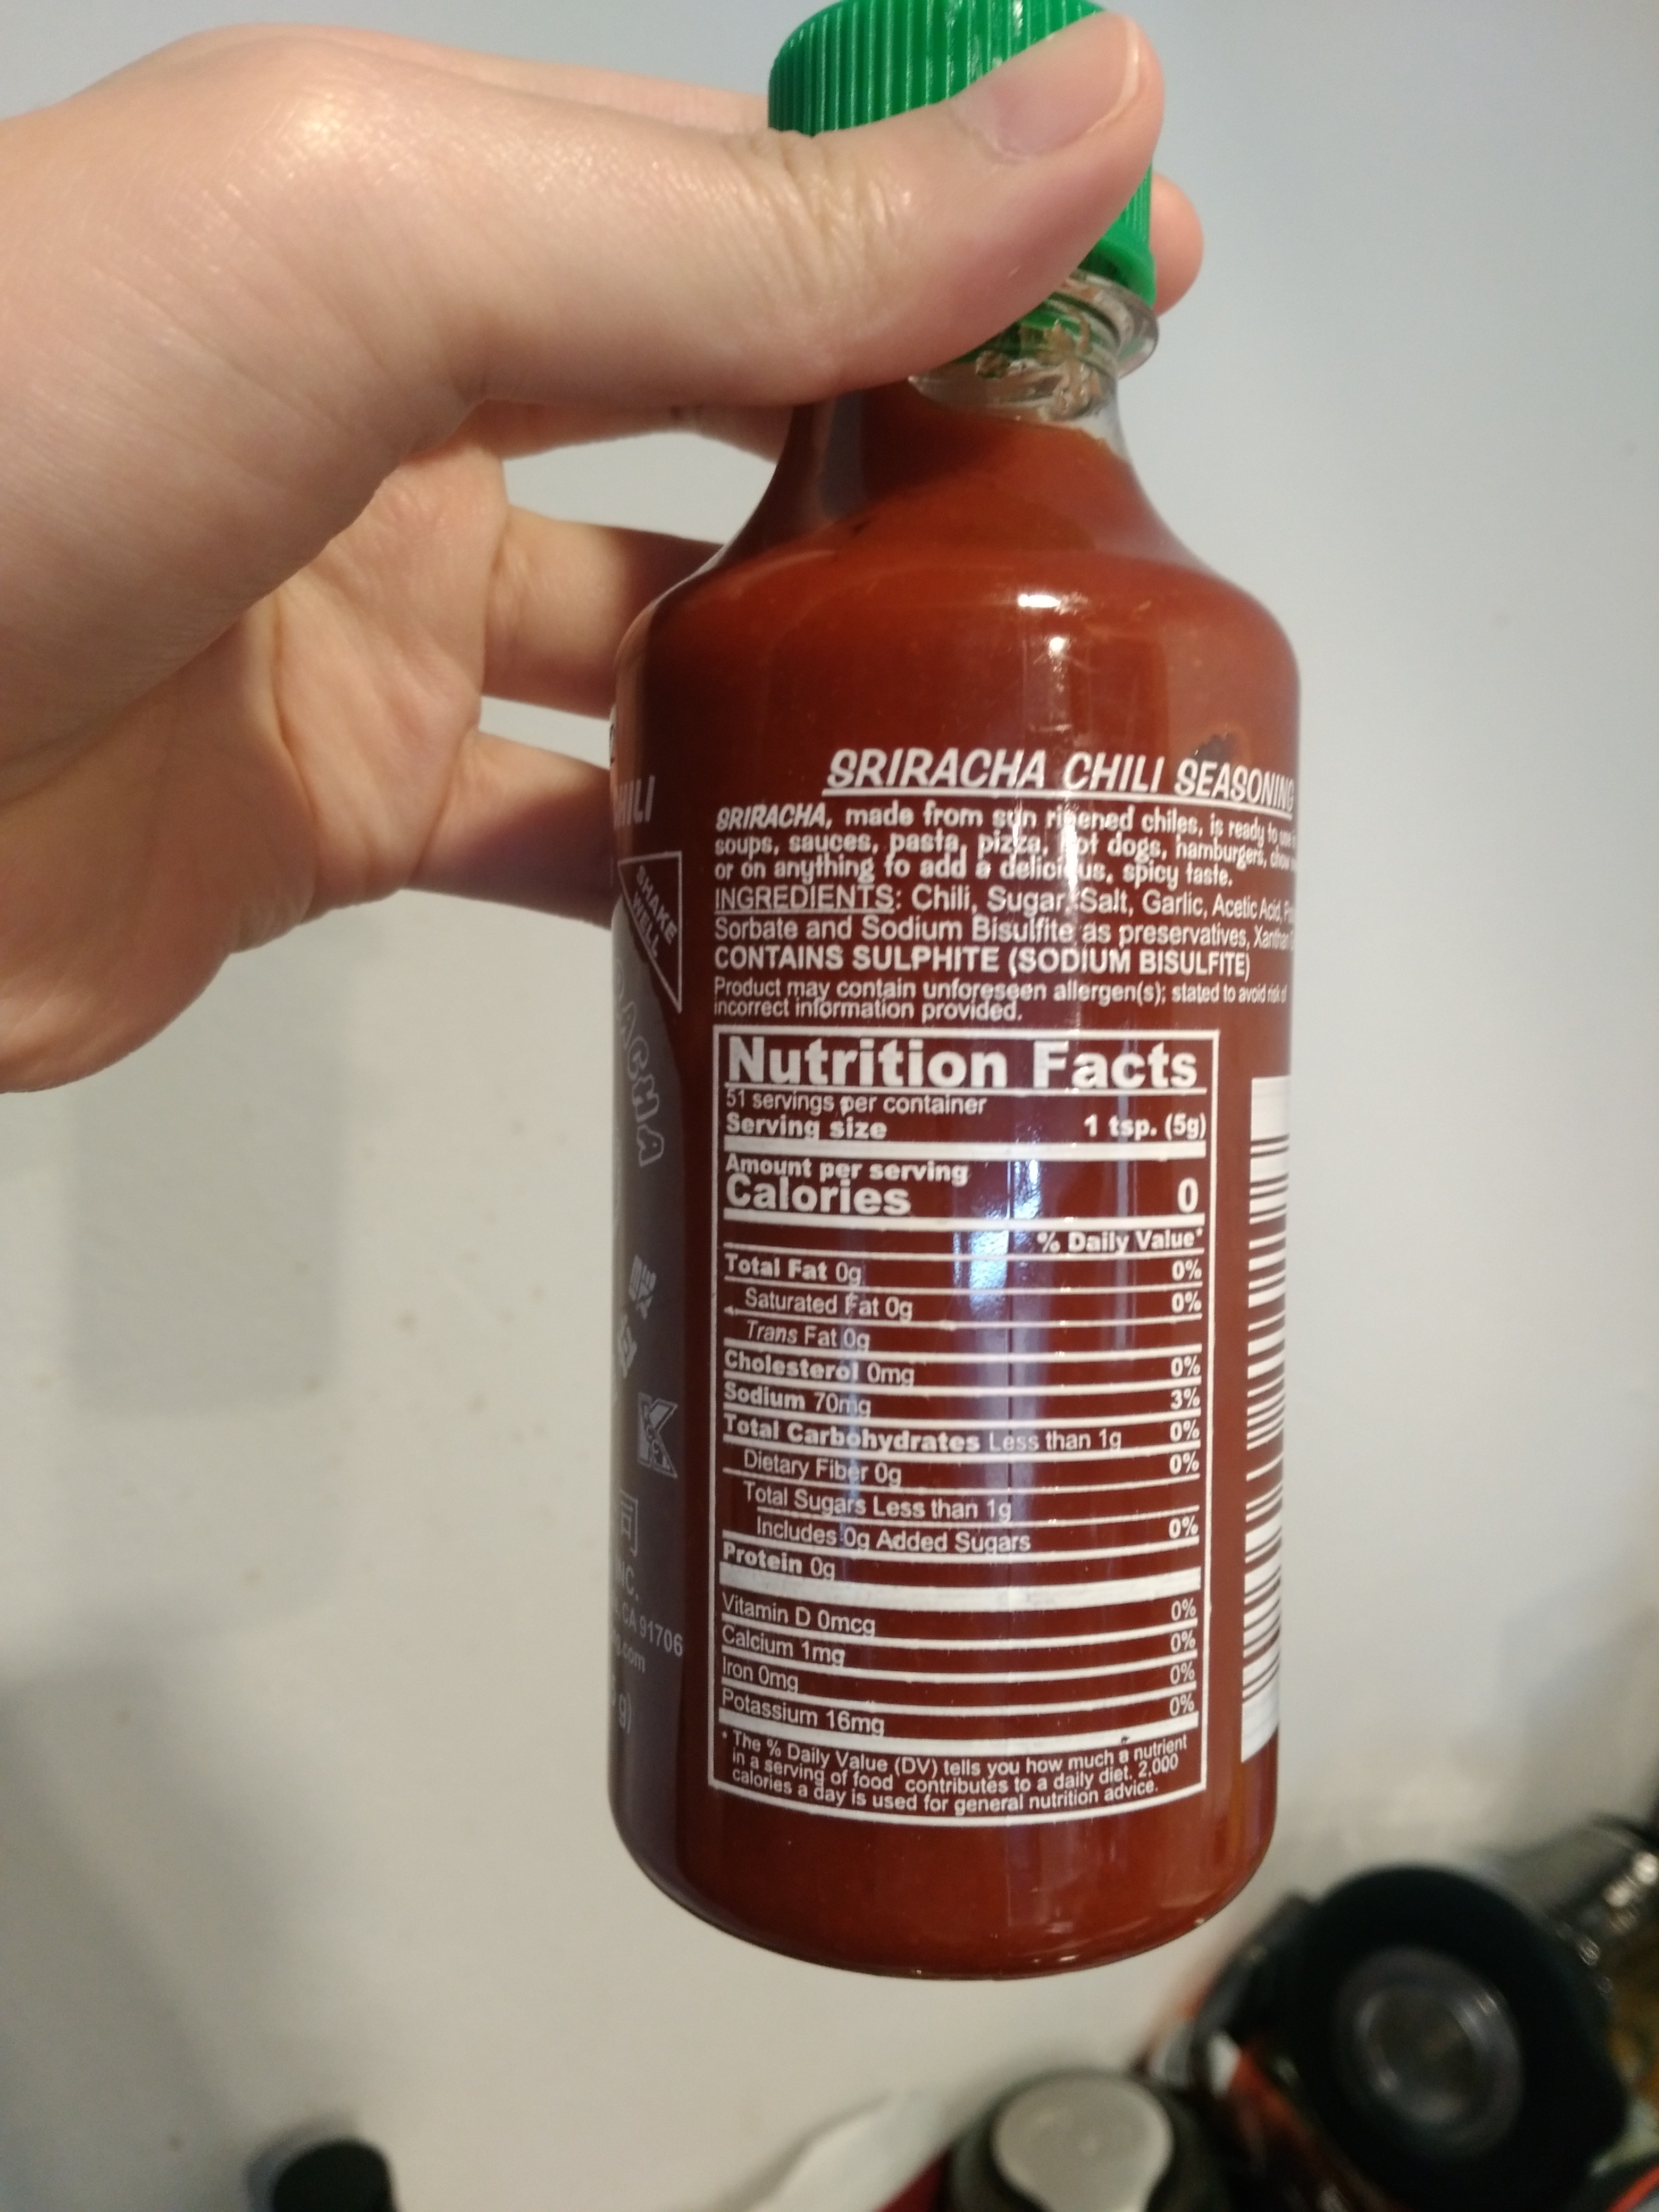 SRIRACHA CHILI SEASONING
SRIRACHA, made from sun ripened chiles, is ready to use
soups, sauces, pasta, pizza, hot dogs, hamburgers, chow
or on anything to add a delicious, spicy taste.
INGREDIENTS: Chili, Sugar, Salt, Garlic, Acetic Acid,
Sorbate and Sodium Bisulfite as preservatives, Xanthan
CONTAINS SULPHITE (SODIUM BISULFITE)
Product may contain unforeseen allergen(s); stated to avoid risk of
incorrect information provided.
Nutrition Facts
51 servings per container
Serving size 1 tsp. (5g)
Amount per serving
Calories 0
% Daily Value*
Total Fat 0g 0%
Saturated Fat 0g 0%
Trans Fat 0g
Cholesterol 0mg 0%
Sodium 70mg 3%
Total Carbohydrates Less than 1g 0%
Dietary Fiber 0g 0%
Total Sugars Less than 1g
Includes 0g Added Sugars 0%
Protein 0g
Vitamin D 0mcg 0%
Calcium 1mg 0%
Iron 0mg 0%
Potassium 16mg 0%
* The % Daily Value (DV) tells you how much a nutrient
in a serving of food contributes to a daily diet. 2,000
calories a day is used for general nutrition advice.
SHAKE
WELL
CA 91706